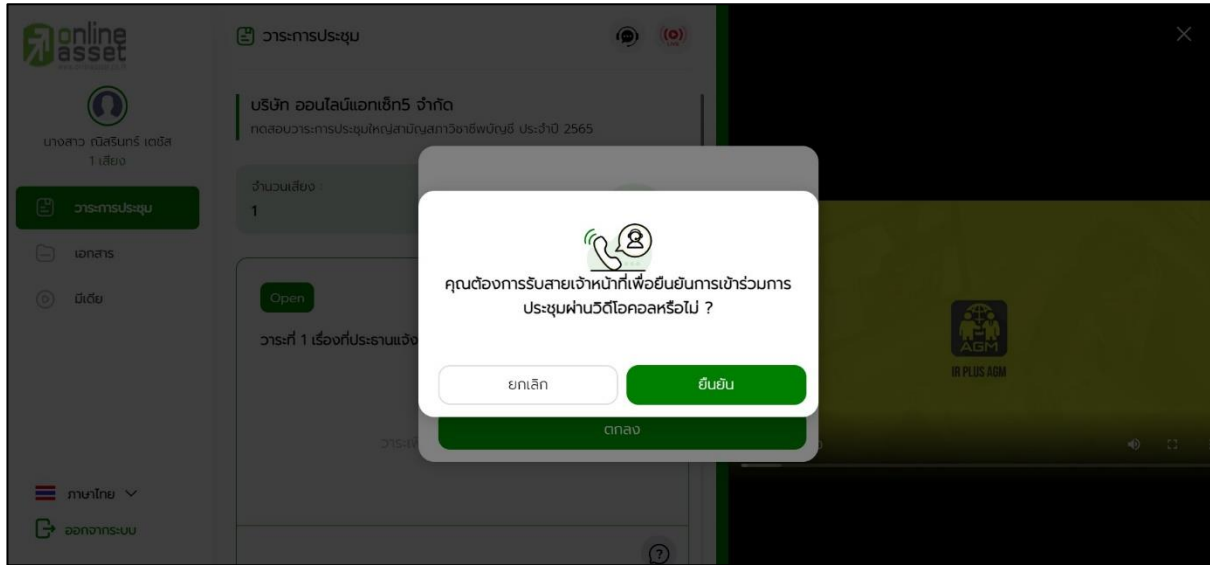 online
asset
วาระการประชุม
LIVE
นางสาว ณิสรินทร์ เตชัส
1 เสียง
วาระการประชุม
เอกสาร
มีเดีย
ภาษาไทย
ออกจากระบบ
บริษัท ออนไลน์แอทเซ็ท5 จำกัด
ทดสอบวาระการประชุมใหญ่สามัญสภาวิชาชีพบัญชี ประจำปี 2565
จำนวนเสียง :
1
Open
วาระที่ 1 เรื่องที่ประธานแจ้ง
คุณต้องการรับสายเจ้าหน้าที่เพื่อยืนยันการเข้าร่วมการ
ประชุมผ่านวิดีโอคอลหรือไม่ ?
ยกเลิก
ยืนยัน
ตกลง
AGM
IR PLUS AGM